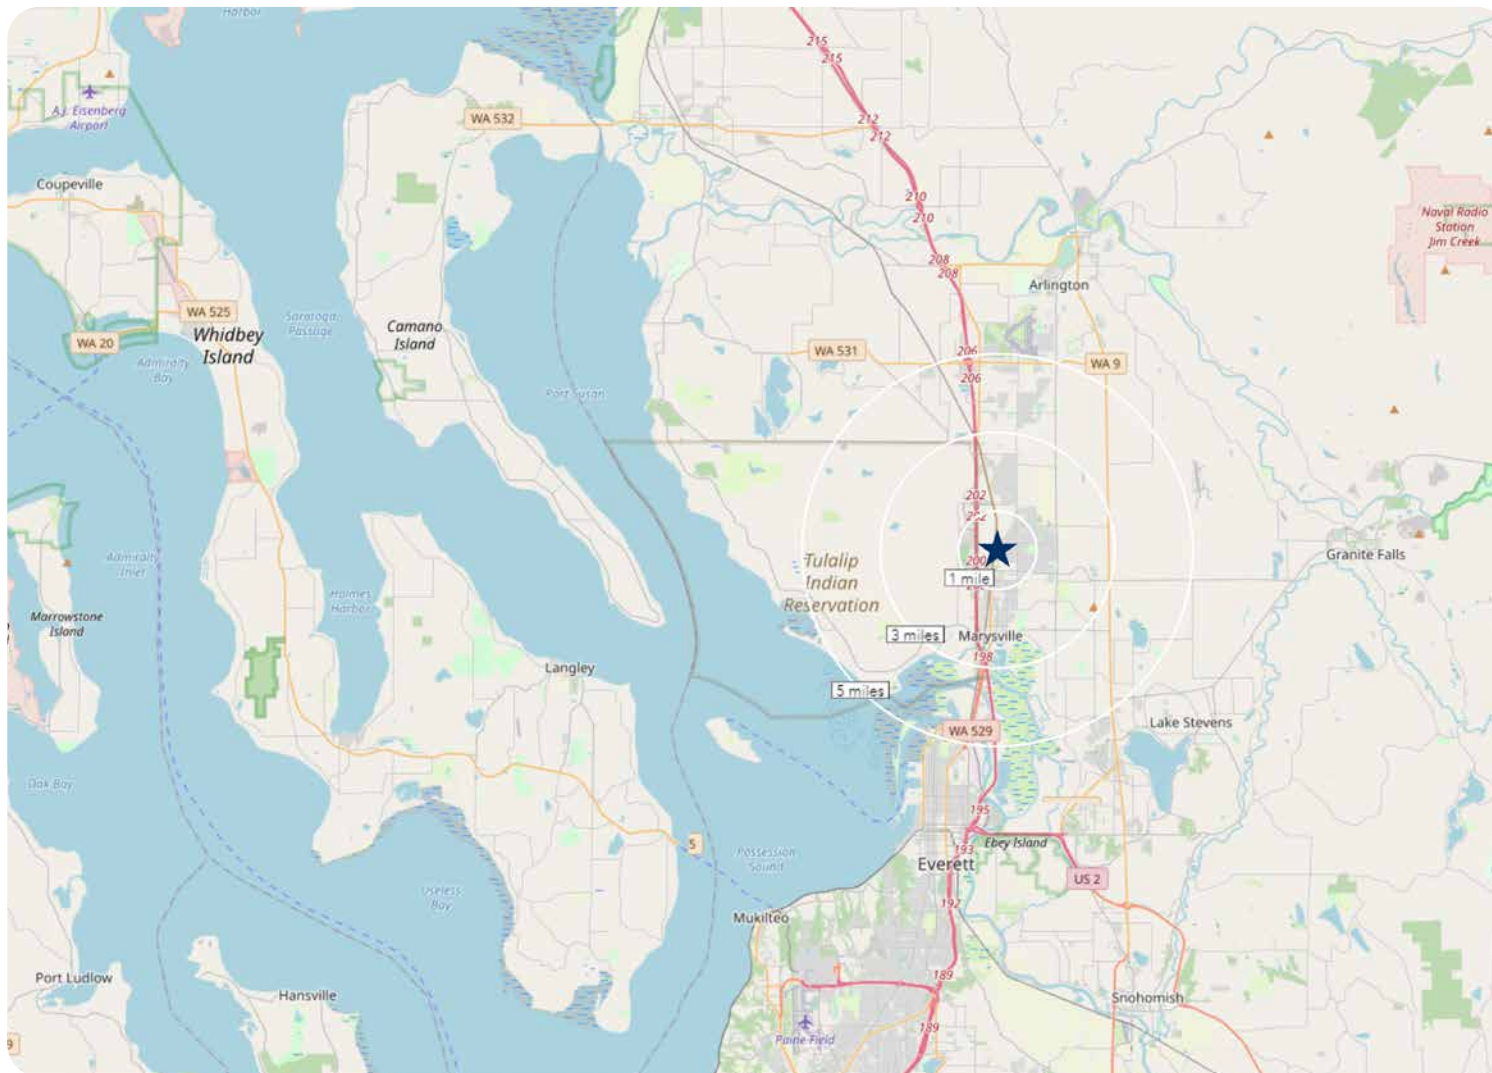 Harbor
215
215
A.j. Eisenberg
Airport
WA 532
212
212
Coupeville
210
210
Naval Radio
Station
Jim Creek
208
208
Arlington
WA 525
Saratoga
Passage
Camano
Island
Whidbey
Island
WA 20
Admiralty
Bay
206
WA 531
WA 9
206
Port Susan
202
202
Admiralty
Inlet
Tulalip
Indian
Reservation
200
1 mile
Granite Falls
Holmes
Harbor
Marrowstone
Island
3 miles
Marysville
198
Langley
5 miles
Lake Stevens
WA 529
Oak Bay
195
5
Ebey Island
193
Possession
Sound
Everett
US 2
Useless
Bay
192
Mukilteo
Port Ludlow
189
Hansville
Snohomish
189
Paine Field
9